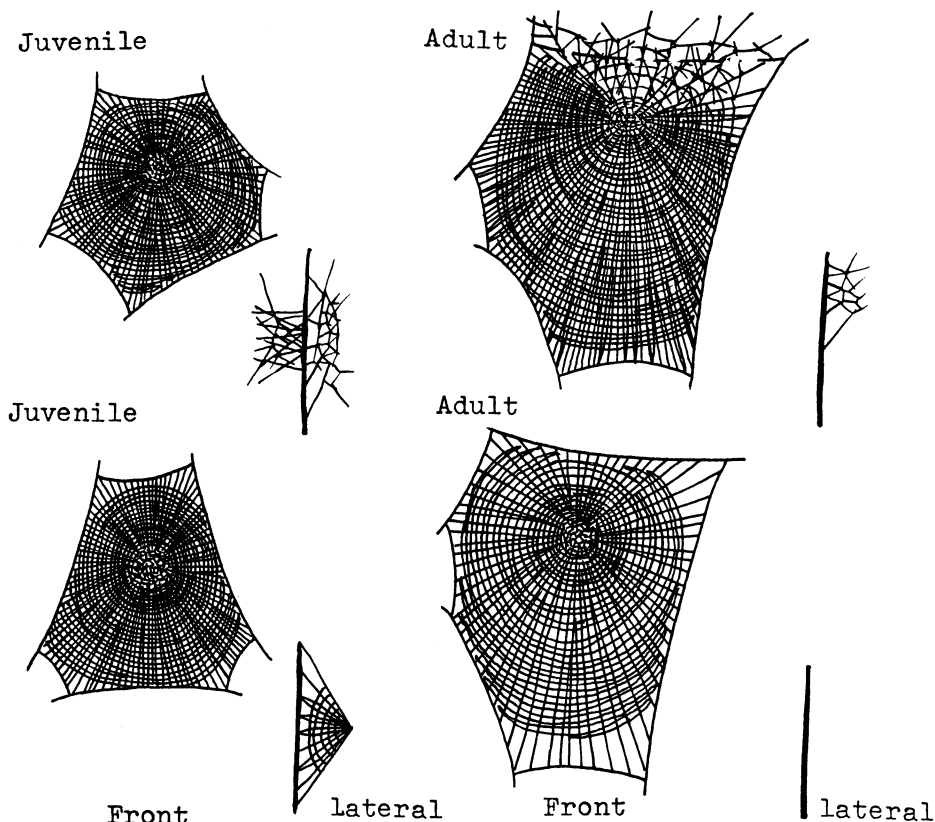 Juvenile
Adult
Juvenile
Adult
Front
lateral
Front
lateral